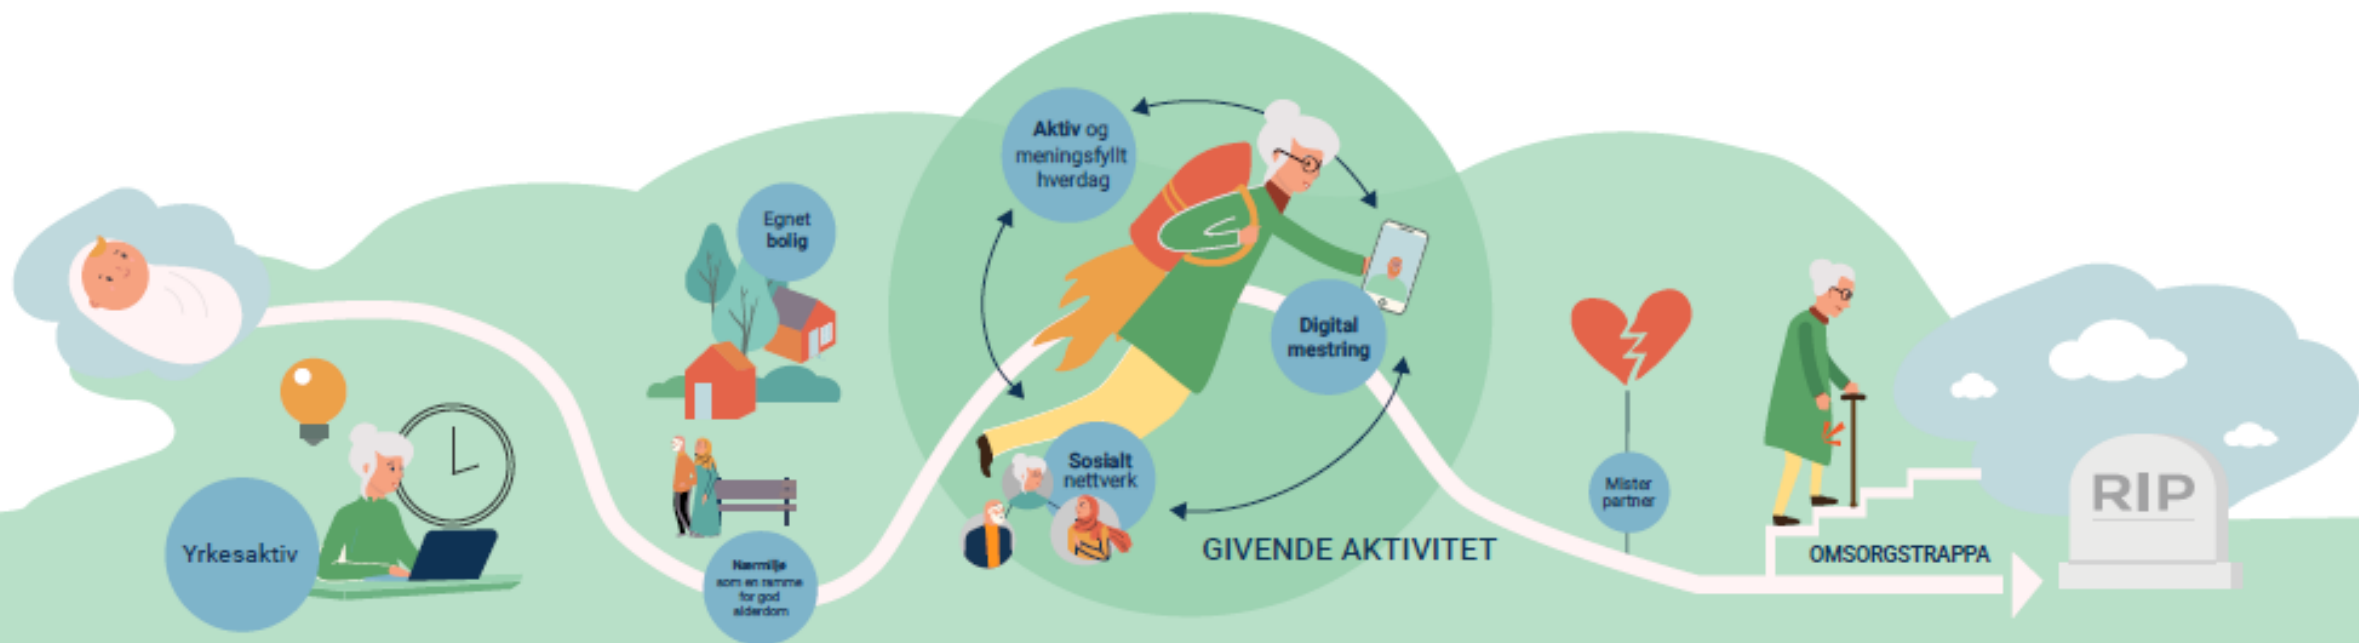 Yrkesaktiv
Egnet
bolig
Nærmiljø
som en ramme
for god
alderdom
Aktiv og
meningsfyllt
hverdag
Digital
mestring
Sosialt
nettverk
GIVENDE AKTIVITET
Mister
partner
OMSORGSTRAPPA
RIP